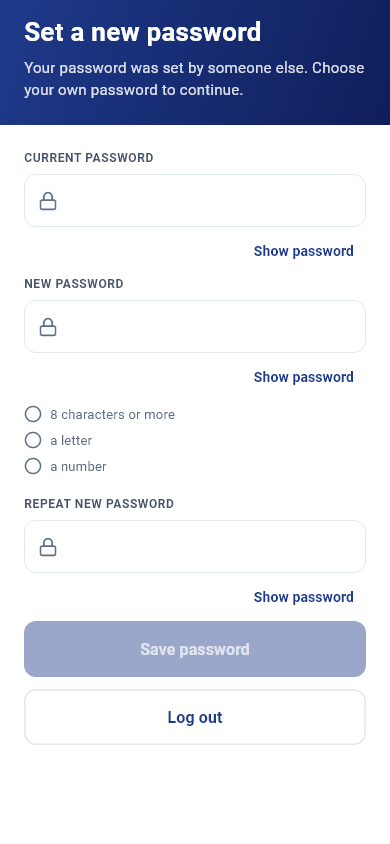 Set a new password
Your password was set by someone else. Choose
your own password to continue.
CURRENT PASSWORD
Show password
NEW PASSWORD
Show password
8 characters or more
a letter
a number
REPEAT NEW PASSWORD
Show password
Save password
Log out